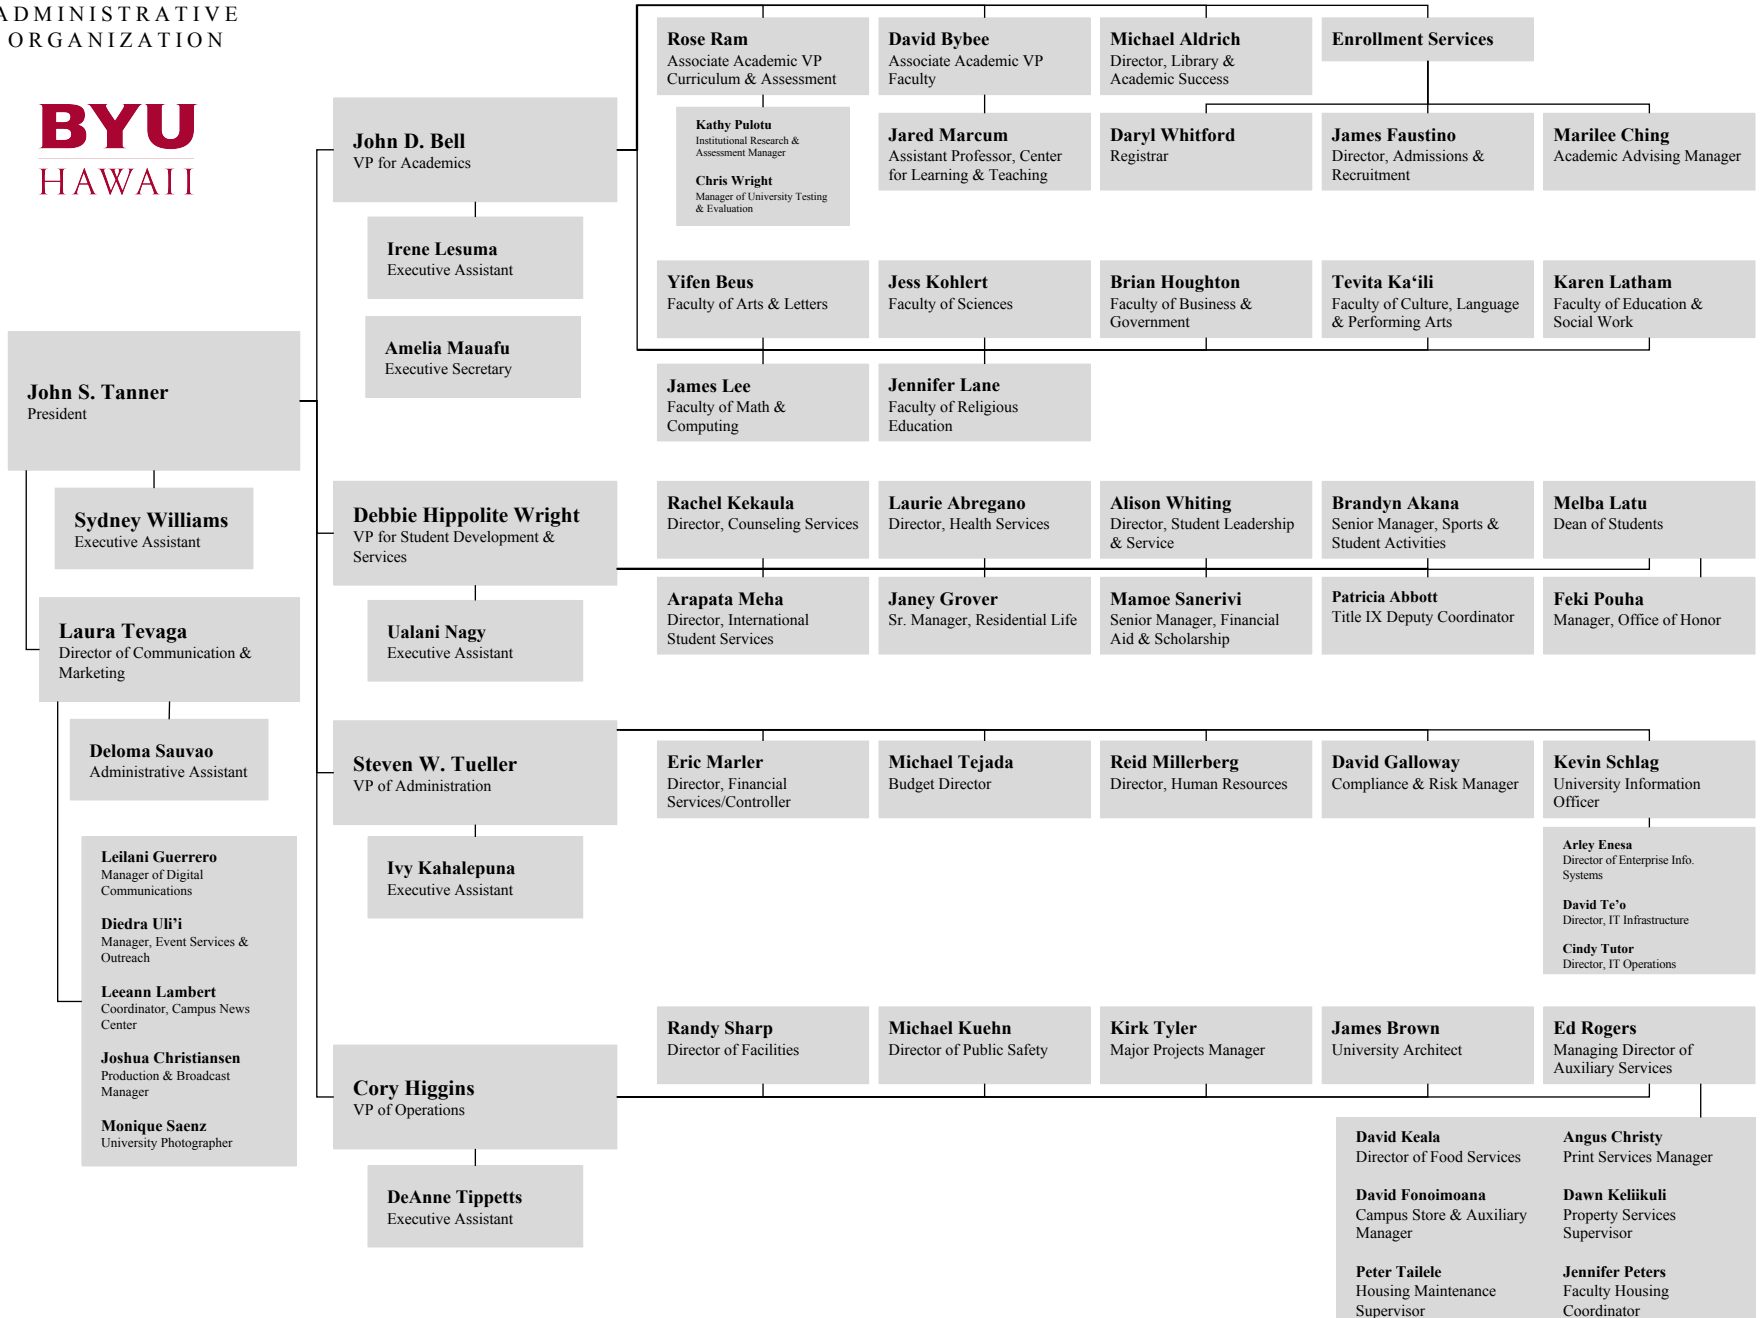 ADMINISTRATIVE
ORGANIZATION
BYU
HAWAII
John S. Tanner
President
Sydney Williams
Executive Assistant
Laura Tevaga
Director of Communication &
Marketing
Deloma Sauvao
Administrative Assistant
Leilani Guerrero
Manager of Digital
Communications
Diedra Uli’i
Manager, Event Services &
Outreach
Leeann Lambert
Coordinator, Campus News
Center
Joshua Christiansen
Production & Broadcast
Manager
Monique Saenz
University Photographer
John D. Bell
VP for Academics
Irene Lesuma
Executive Assistant
Amelia Mauafu
Executive Secretary
Rose Ram
Associate Academic VP
Curriculum & Assessment
Kathy Pulotu
Institutional Research &
Assessment Manager
Chris Wright
Manager of University Testing
& Evaluation
David Bybee
Associate Academic VP
Faculty
Jared Marcum
Assistant Professor, Center
for Learning & Teaching
Michael Aldrich
Director, Library &
Academic Success
Enrollment Services
Daryl Whitford
Registrar
James Faustino
Director, Admissions &
Recruitment
Marilee Ching
Academic Advising Manager
Yifen Beus
Faculty of Arts & Letters
Jess Kohlert
Faculty of Sciences
Brian Houghton
Faculty of Business &
Government
Tevita Ka‘ili
Faculty of Culture, Language
& Performing Arts
Karen Latham
Faculty of Education &
Social Work
James Lee
Faculty of Math &
Computing
Jennifer Lane
Faculty of Religious
Education
Debbie Hippolite Wright
VP for Student Development &
Services
Ualani Nagy
Executive Assistant
Rachel Kekaula
Director, Counseling Services
Laurie Abregano
Director, Health Services
Alison Whiting
Director, Student Leadership
& Service
Brandyn Akana
Senior Manager, Sports &
Student Activities
Melba Latu
Dean of Students
Arapata Meha
Director, International
Student Services
Janey Grover
Sr. Manager, Residential Life
Mamoe Sanerivi
Senior Manager, Financial
Aid & Scholarship
Patricia Abbott
Title IX Deputy Coordinator
Feki Pouha
Manager, Office of Honor
Steven W. Tueller
VP of Administration
Ivy Kahalepuna
Executive Assistant
Eric Marler
Director, Financial
Services/Controller
Michael Tejada
Budget Director
Reid Millerberg
Director, Human Resources
David Galloway
Compliance & Risk Manager
Kevin Schlag
University Information
Officer
Arley Enesa
Director of Enterprise Info.
Systems
David Te’o
Director, IT Infrastructure
Cindy Tutor
Director, IT Operations
Cory Higgins
VP of Operations
DeAnne Tippetts
Executive Assistant
Randy Sharp
Director of Facilities
Michael Kuehn
Director of Public Safety
Kirk Tyler
Major Projects Manager
James Brown
University Architect
Ed Rogers
Managing Director of
Auxiliary Services
David Keala
Director of Food Services
David Fonoimoana
Campus Store & Auxiliary
Manager
Peter Tailele
Housing Maintenance
Supervisor
Angus Christy
Print Services Manager
Dawn Keliikuli
Property Services
Supervisor
Jennifer Peters
Faculty Housing
Coordinator